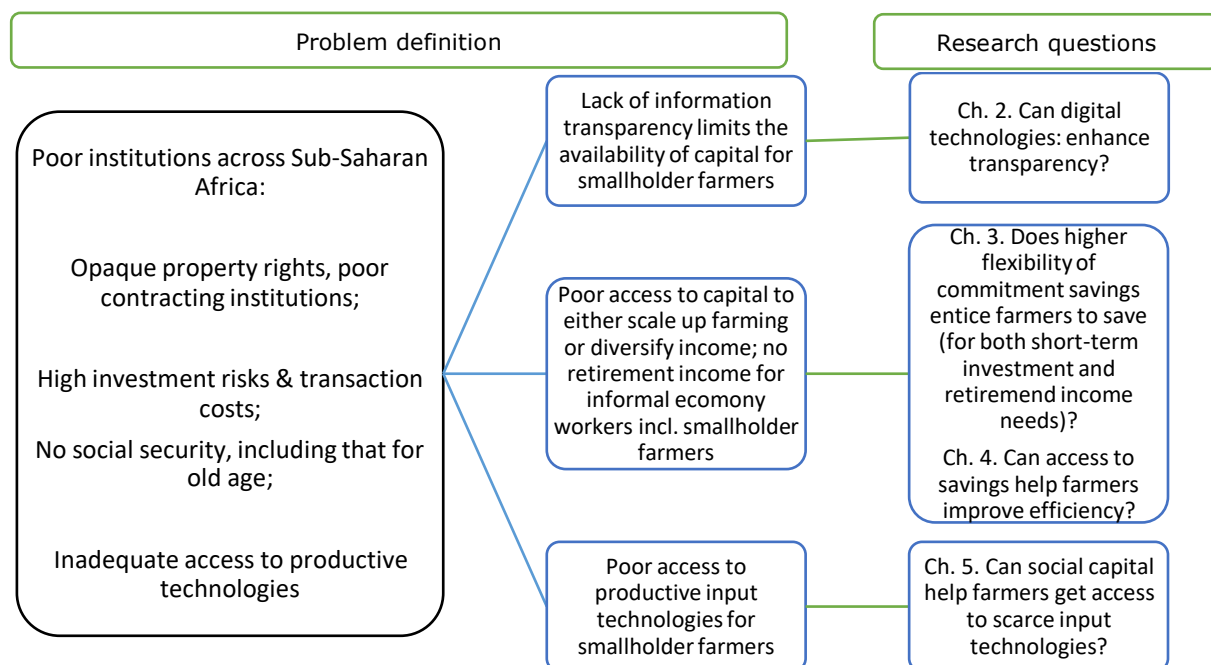 Problem definition
Research questions
Poor institutions across Sub-Saharan
Africa:
Opaque property rights, poor
contracting institutions;
High investment risks & transaction
costs;
No social security, including that for
old age;
Inadequate access to productive
technologies
Lack of information
transparency limits the
availability of capital for
smallholder farmers
Poor access to capital to
either scale up farming
or diversify income; no
retirement income for
informal ecomony
workers incl. smallholder
farmers
Poor access to
productive input
technologies for
smallholder farmers
Ch. 2. Can digital
technologies: enhance
transparency?
Ch. 3. Does higher
flexibility of
commitment savings
entice farmers to save
(for both short-term
investment and
retiremend income
needs)?
Ch. 4. Can access to
savings help farmers
improve efficiency?
Ch. 5. Can social capital
help farmers get access
to scarce input
technologies?